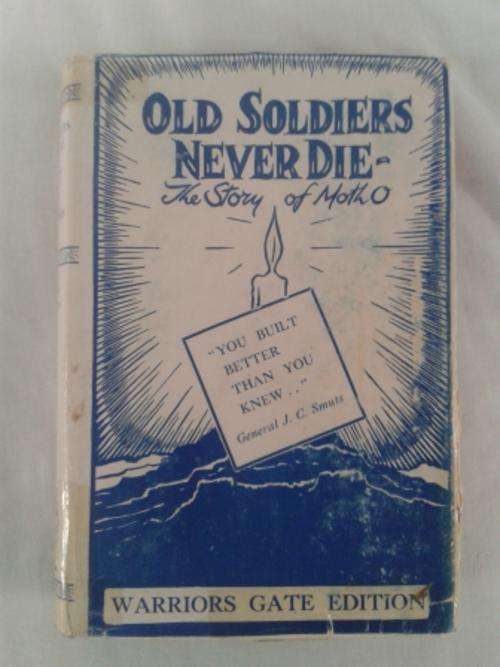 OLD SOLDIERS
NEVER DIE-
The Story of Moth O
"YOU BUILT
BETTER
THAN YOU
KNEW . ."
General J. C. Smuts
WARRIORS GATE EDITION